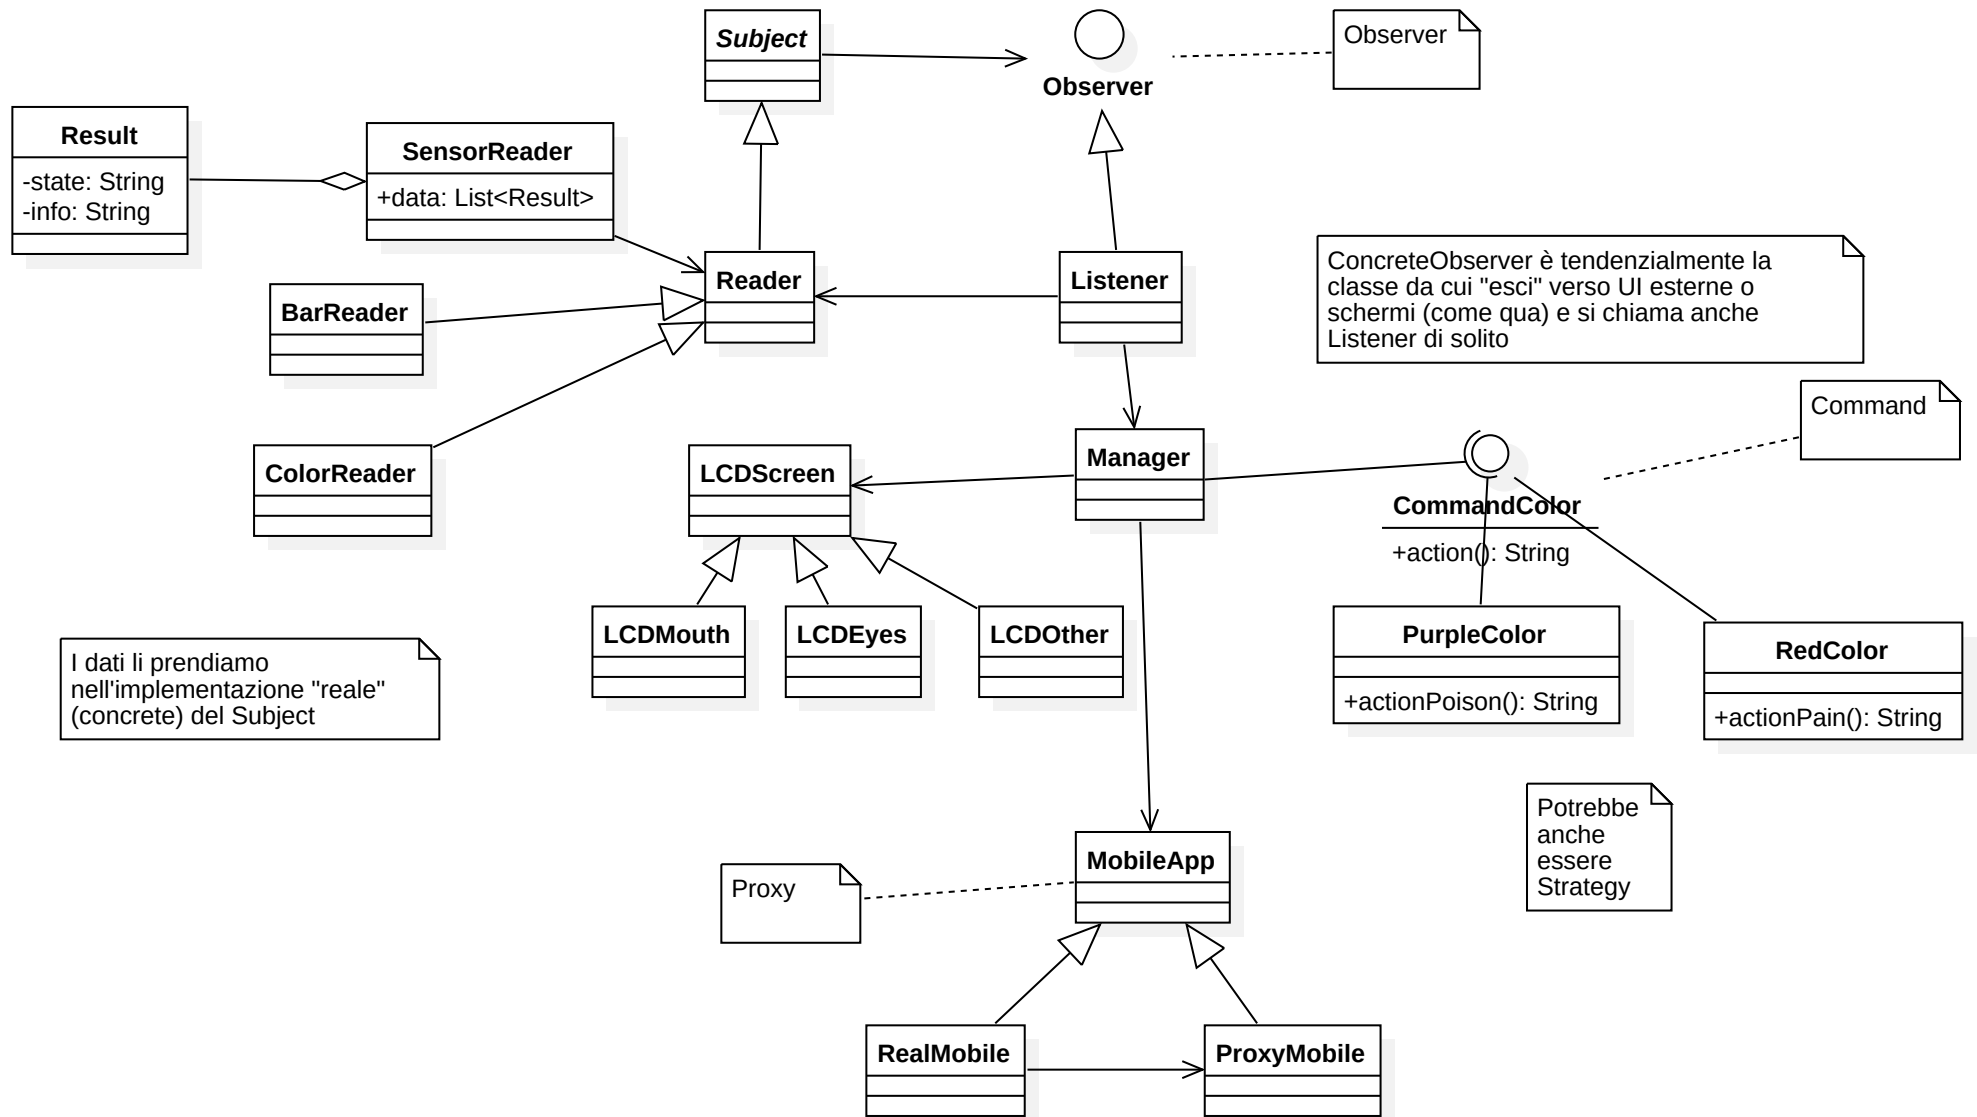 Subject
Observer
Observer
Result
-state: String
-info: String
SensorReader
+data: List<Result>
Reader
Listener
ConcreteObserver è tendenzialmente la
classe da cui "esci" verso UI esterne o
schermi (come qua) e si chiama anche
Listener di solito
BarReader
Command
ColorReader
LCDScreen
Manager
CommandColor
+action(): String
LCDMouth
LCDEyes
LCDOther
PurpleColor
+actionPoison(): String
RedColor
+actionPain(): String
I dati li prendiamo
nell'implementazione "reale"
(concrete) del Subject
Potrebbe
anche
essere
Strategy
Proxy
MobileApp
RealMobile
ProxyMobile